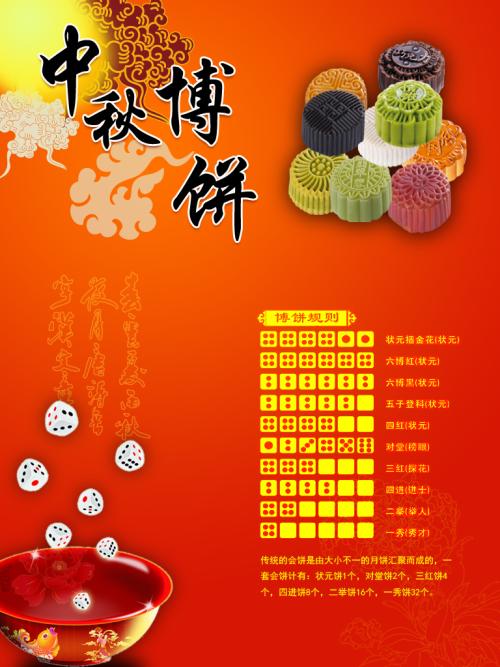 中秋博饼
博饼规则
状元插金花(状元)
六博红(状元)
六博黑(状元)
五子登科(状元)
四红(状元)
对堂(榜眼)
三红(探花)
四进(进士)
二举(举人)
一秀(秀才)
传统的会饼是由大小不一的月饼汇聚而成的，一
套会饼计有：状元饼1个，对堂饼2个，三红饼4
个，四进饼8个，二举饼16个，一秀饼32个。